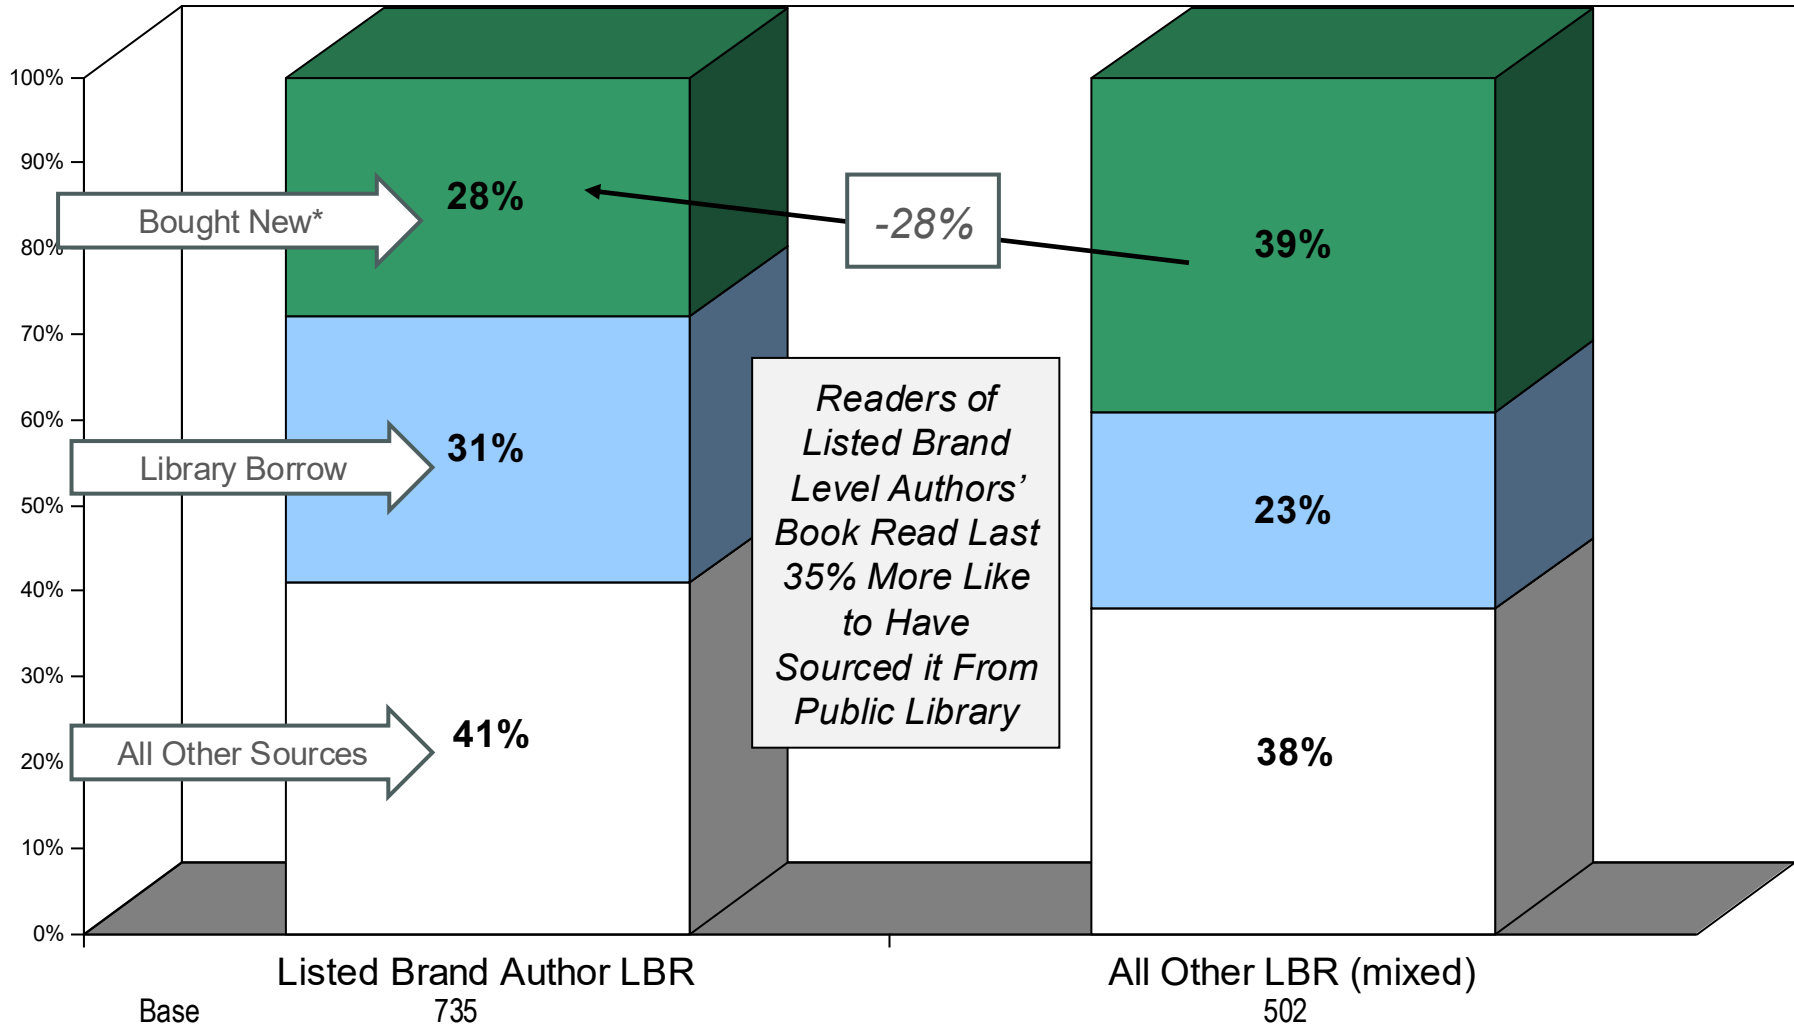 100%
90%
80%
70%
60%
50%
40%
30%
20%
10%
0%
Bought New*
Library Borrow
All Other Sources
28%
31%
41%
-28%
Readers of
Listed Brand
Level Authors’
Book Read Last
35% More Like
to Have
Sourced it From
Public Library
39%
23%
38%
Listed Brand Author LBR
All Other LBR (mixed)
Base 735 502